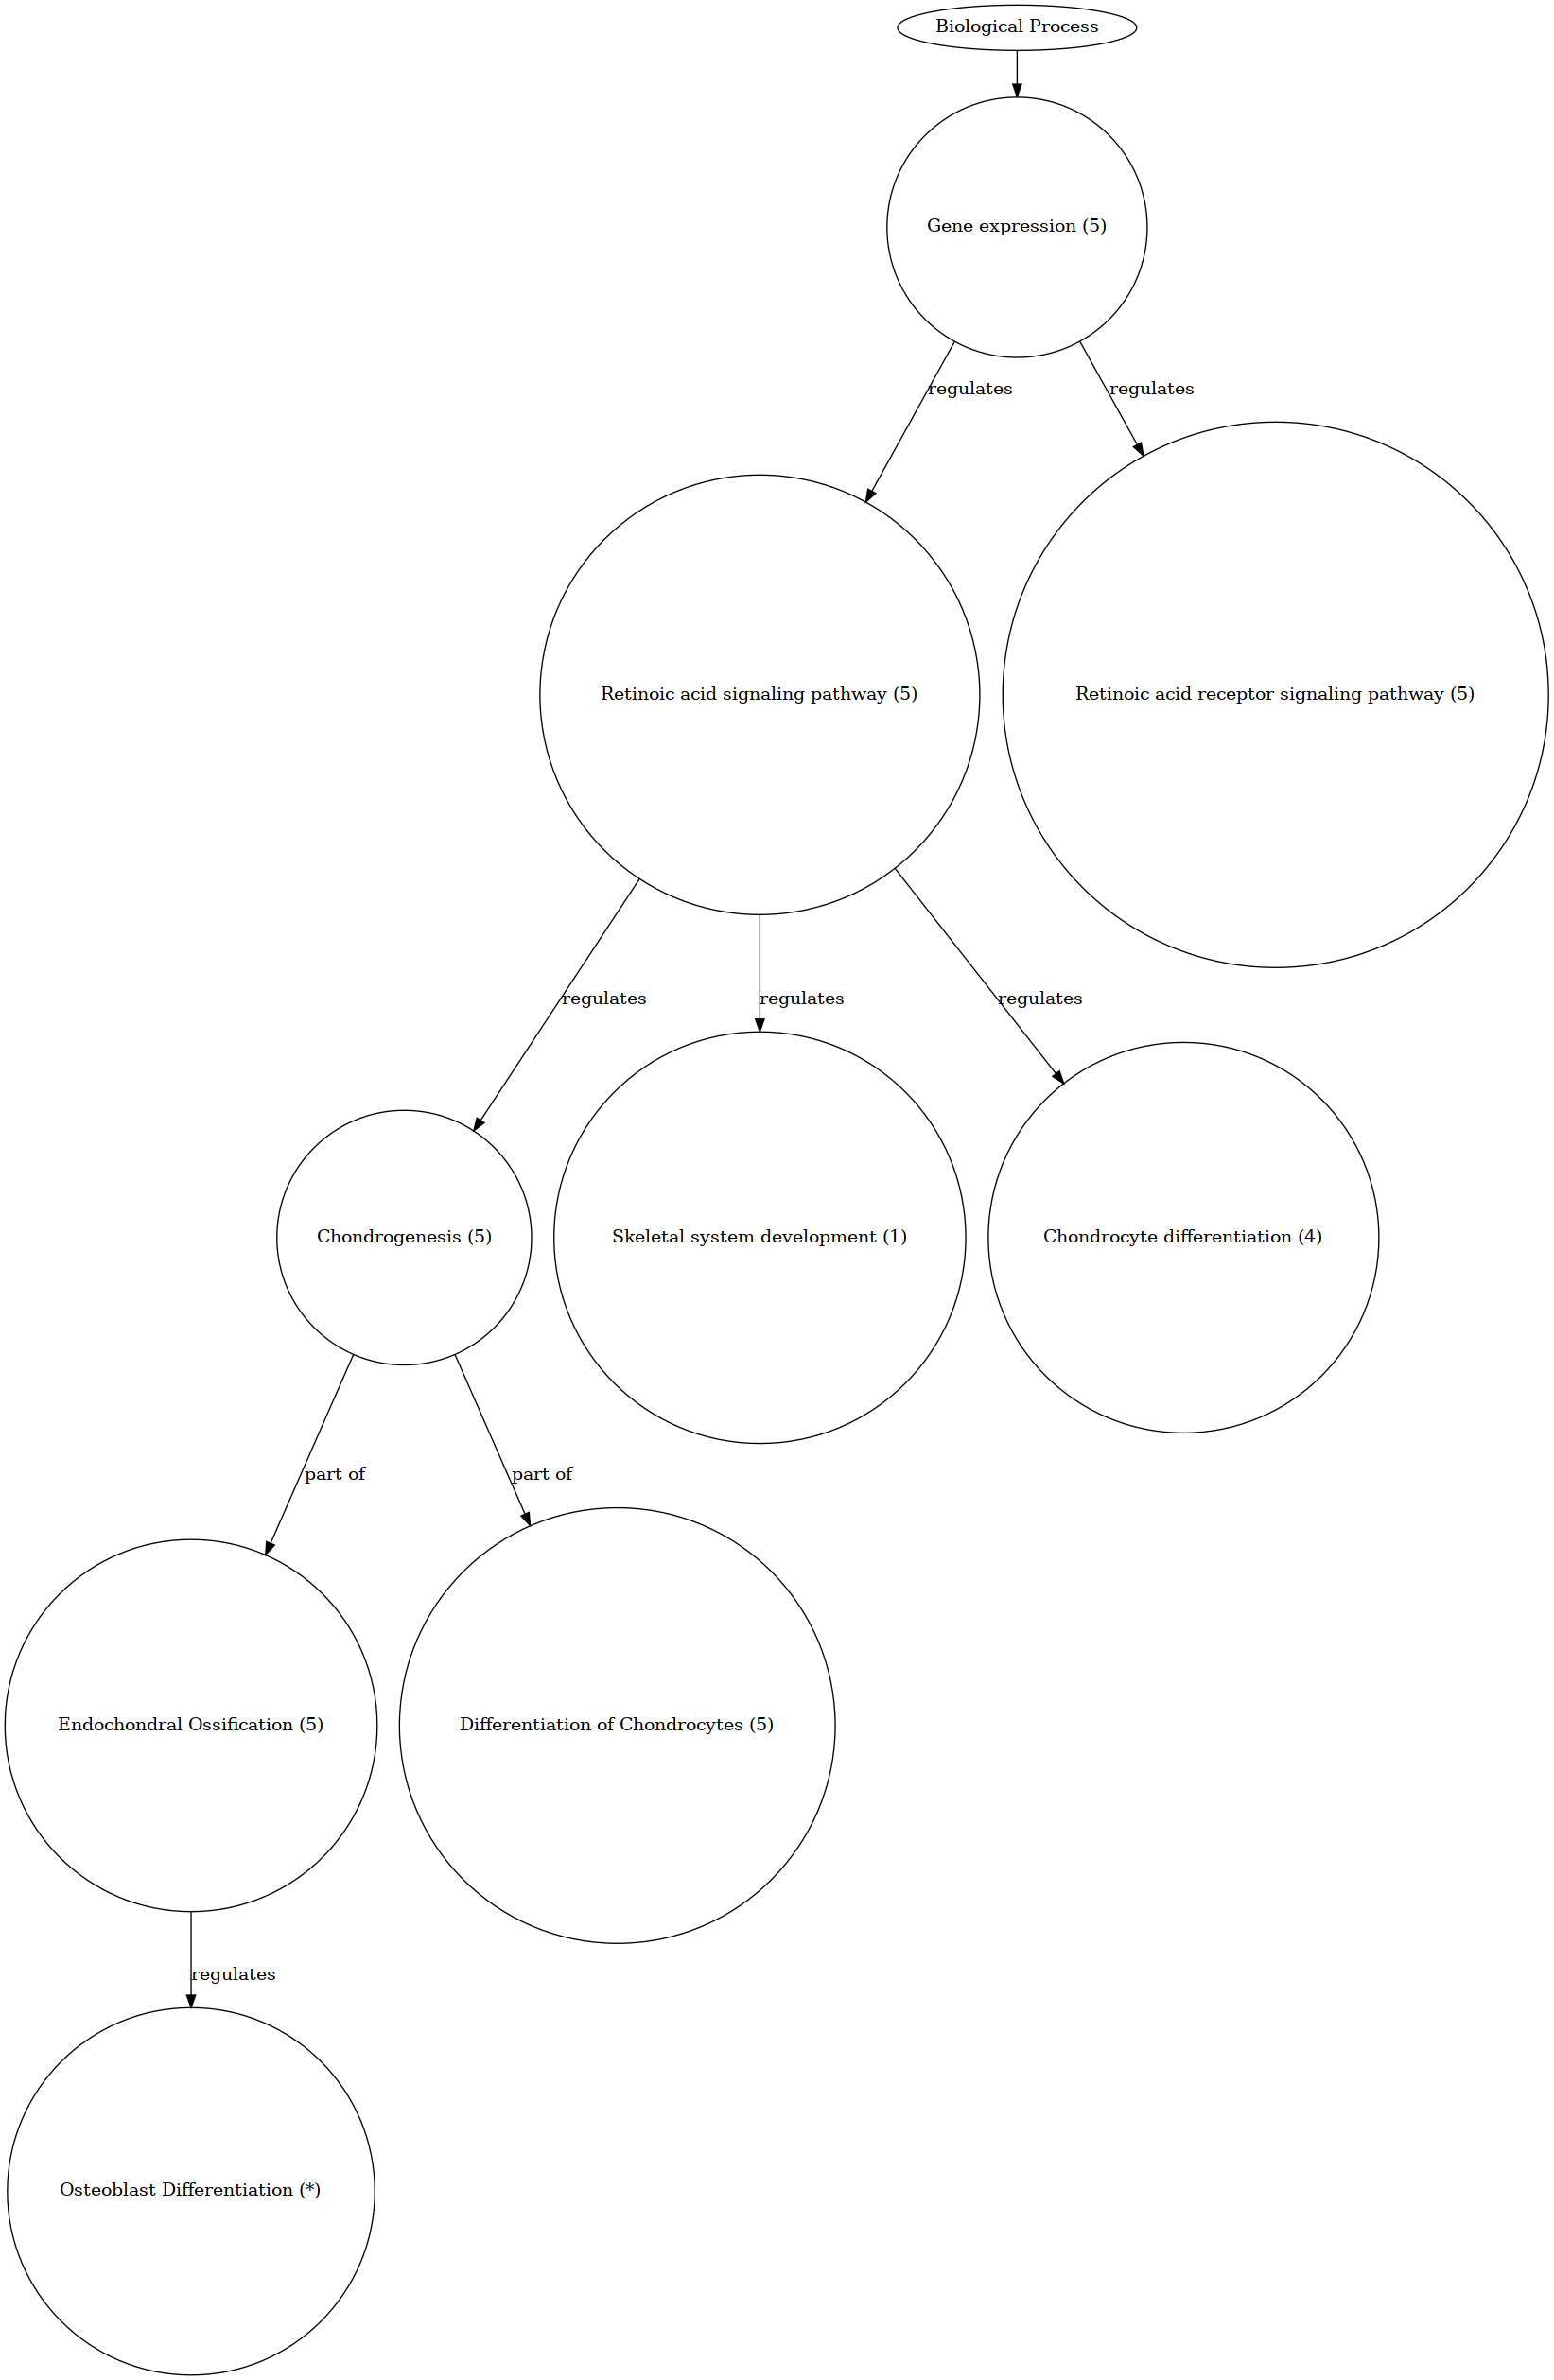 Biological Process
Gene expression (5)
regulates
regulates
Retinoic acid signaling pathway (5)
Retinoic acid receptor signaling pathway (5)
regulates
regulates
regulates
Chondrogenesis (5)
Skeletal system development (1)
Chondrocyte differentiation (4)
part of
part of
Endochondral Ossification (5)
Differentiation of Chondrocytes (5)
regulates
Osteoblast Differentiation (*)